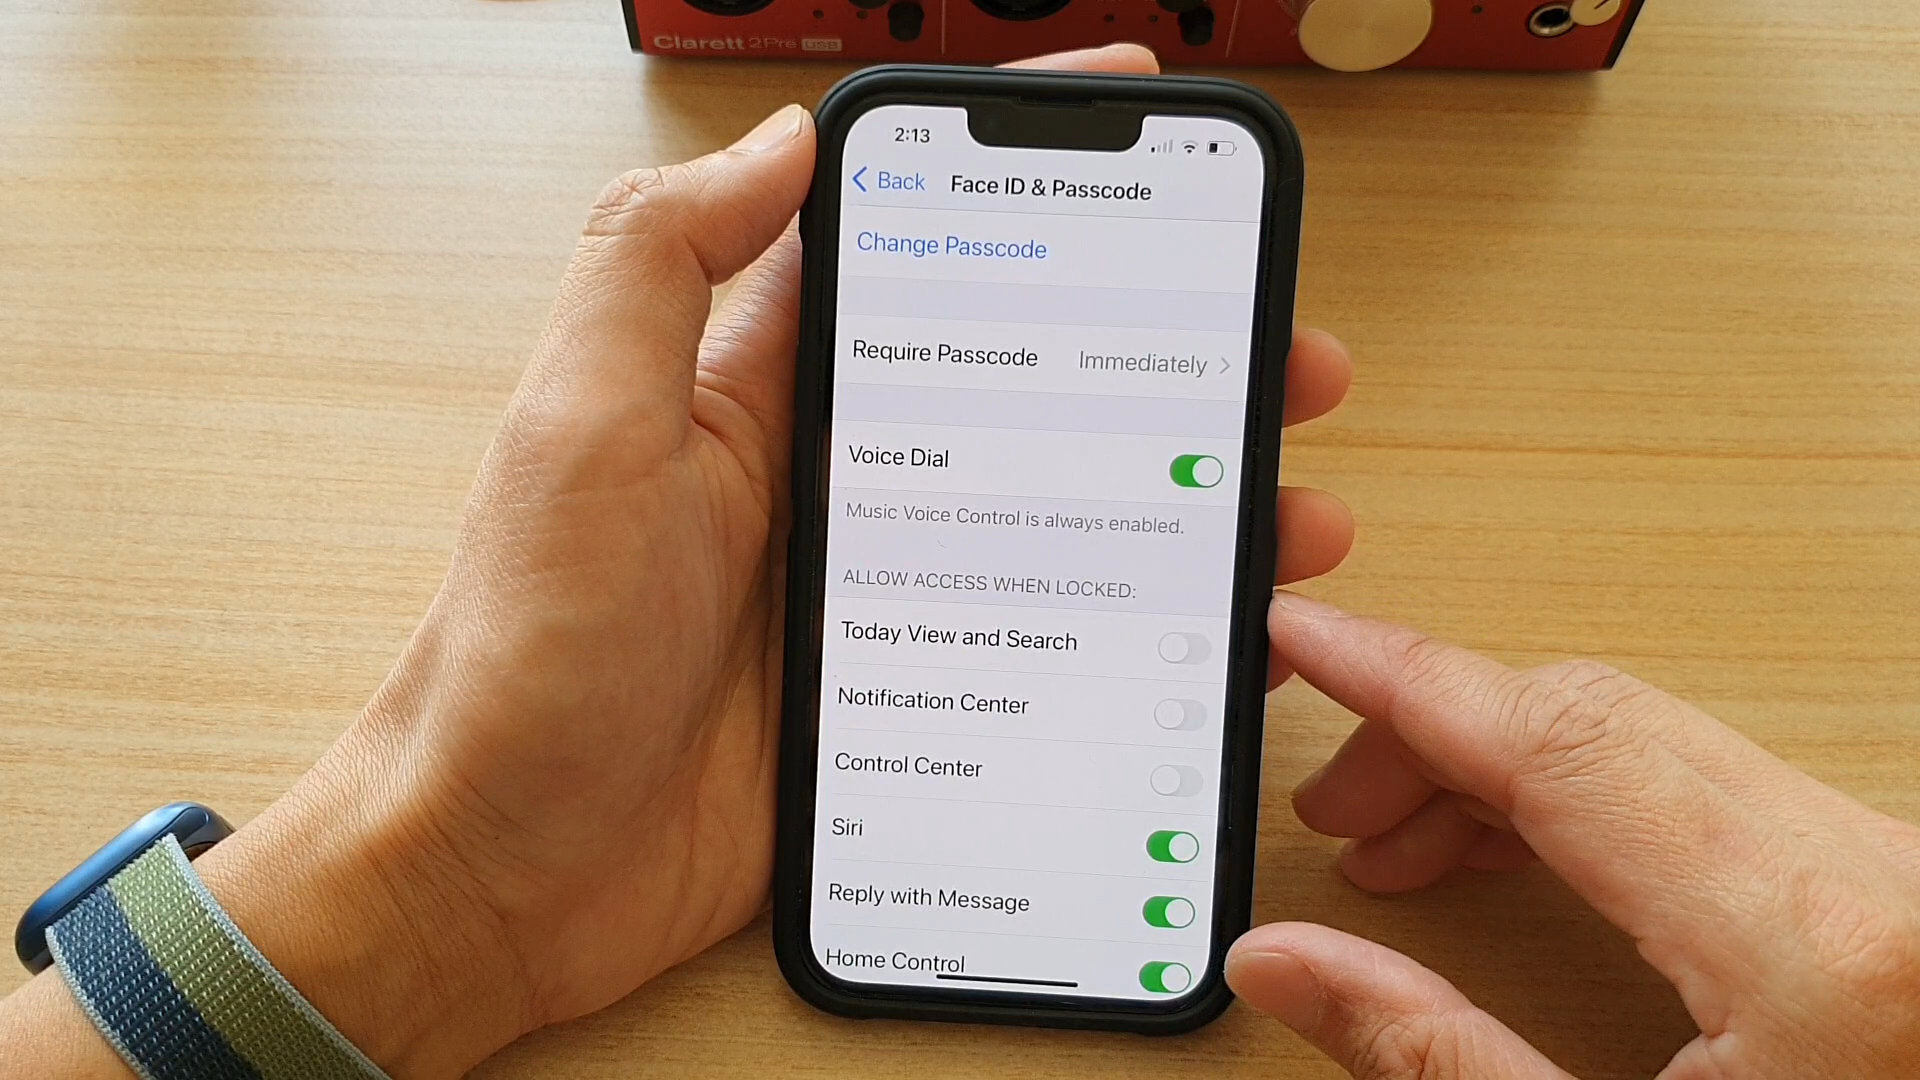 Clarett 2Pre USB
2:13
Back Face ID & Passcode
Change Passcode
Require Passcode Immediately
Voice Dial
Music Voice Control is always enabled.
ALLOW ACCESS WHEN LOCKED:
Today View and Search
Notification Center
Control Center
Siri
Reply with Message
Home Control